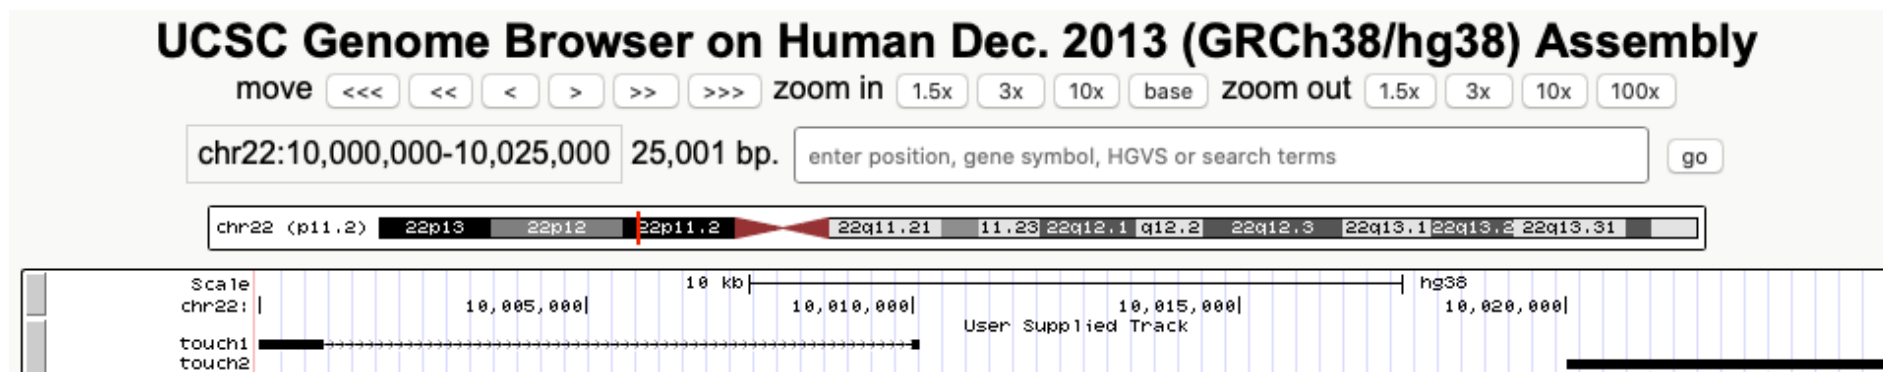 UCSC Genome Browser on Human Dec. 2013 (GRCh38/hg38) Assembly
move <<< << < > >> >>> zoom in 1.5x 3x 10x base zoom out 1.5x 3x 10x 100x
chr22:10,000,000-10,025,000 25,001 bp. enter position, gene symbol, HGVS or search terms go
chr22 (p11.2) 22p13 22p12 22p11.2 22q11.21 11.23 22q12.1 q12.2 22q12.3 22q13.1 22q13.2 22q13.31
Scale 10 kb hg38
chr22: 10,005,000 10,010,000 10,015,000 10,020,000
User Supplied Track
touch1
touch2